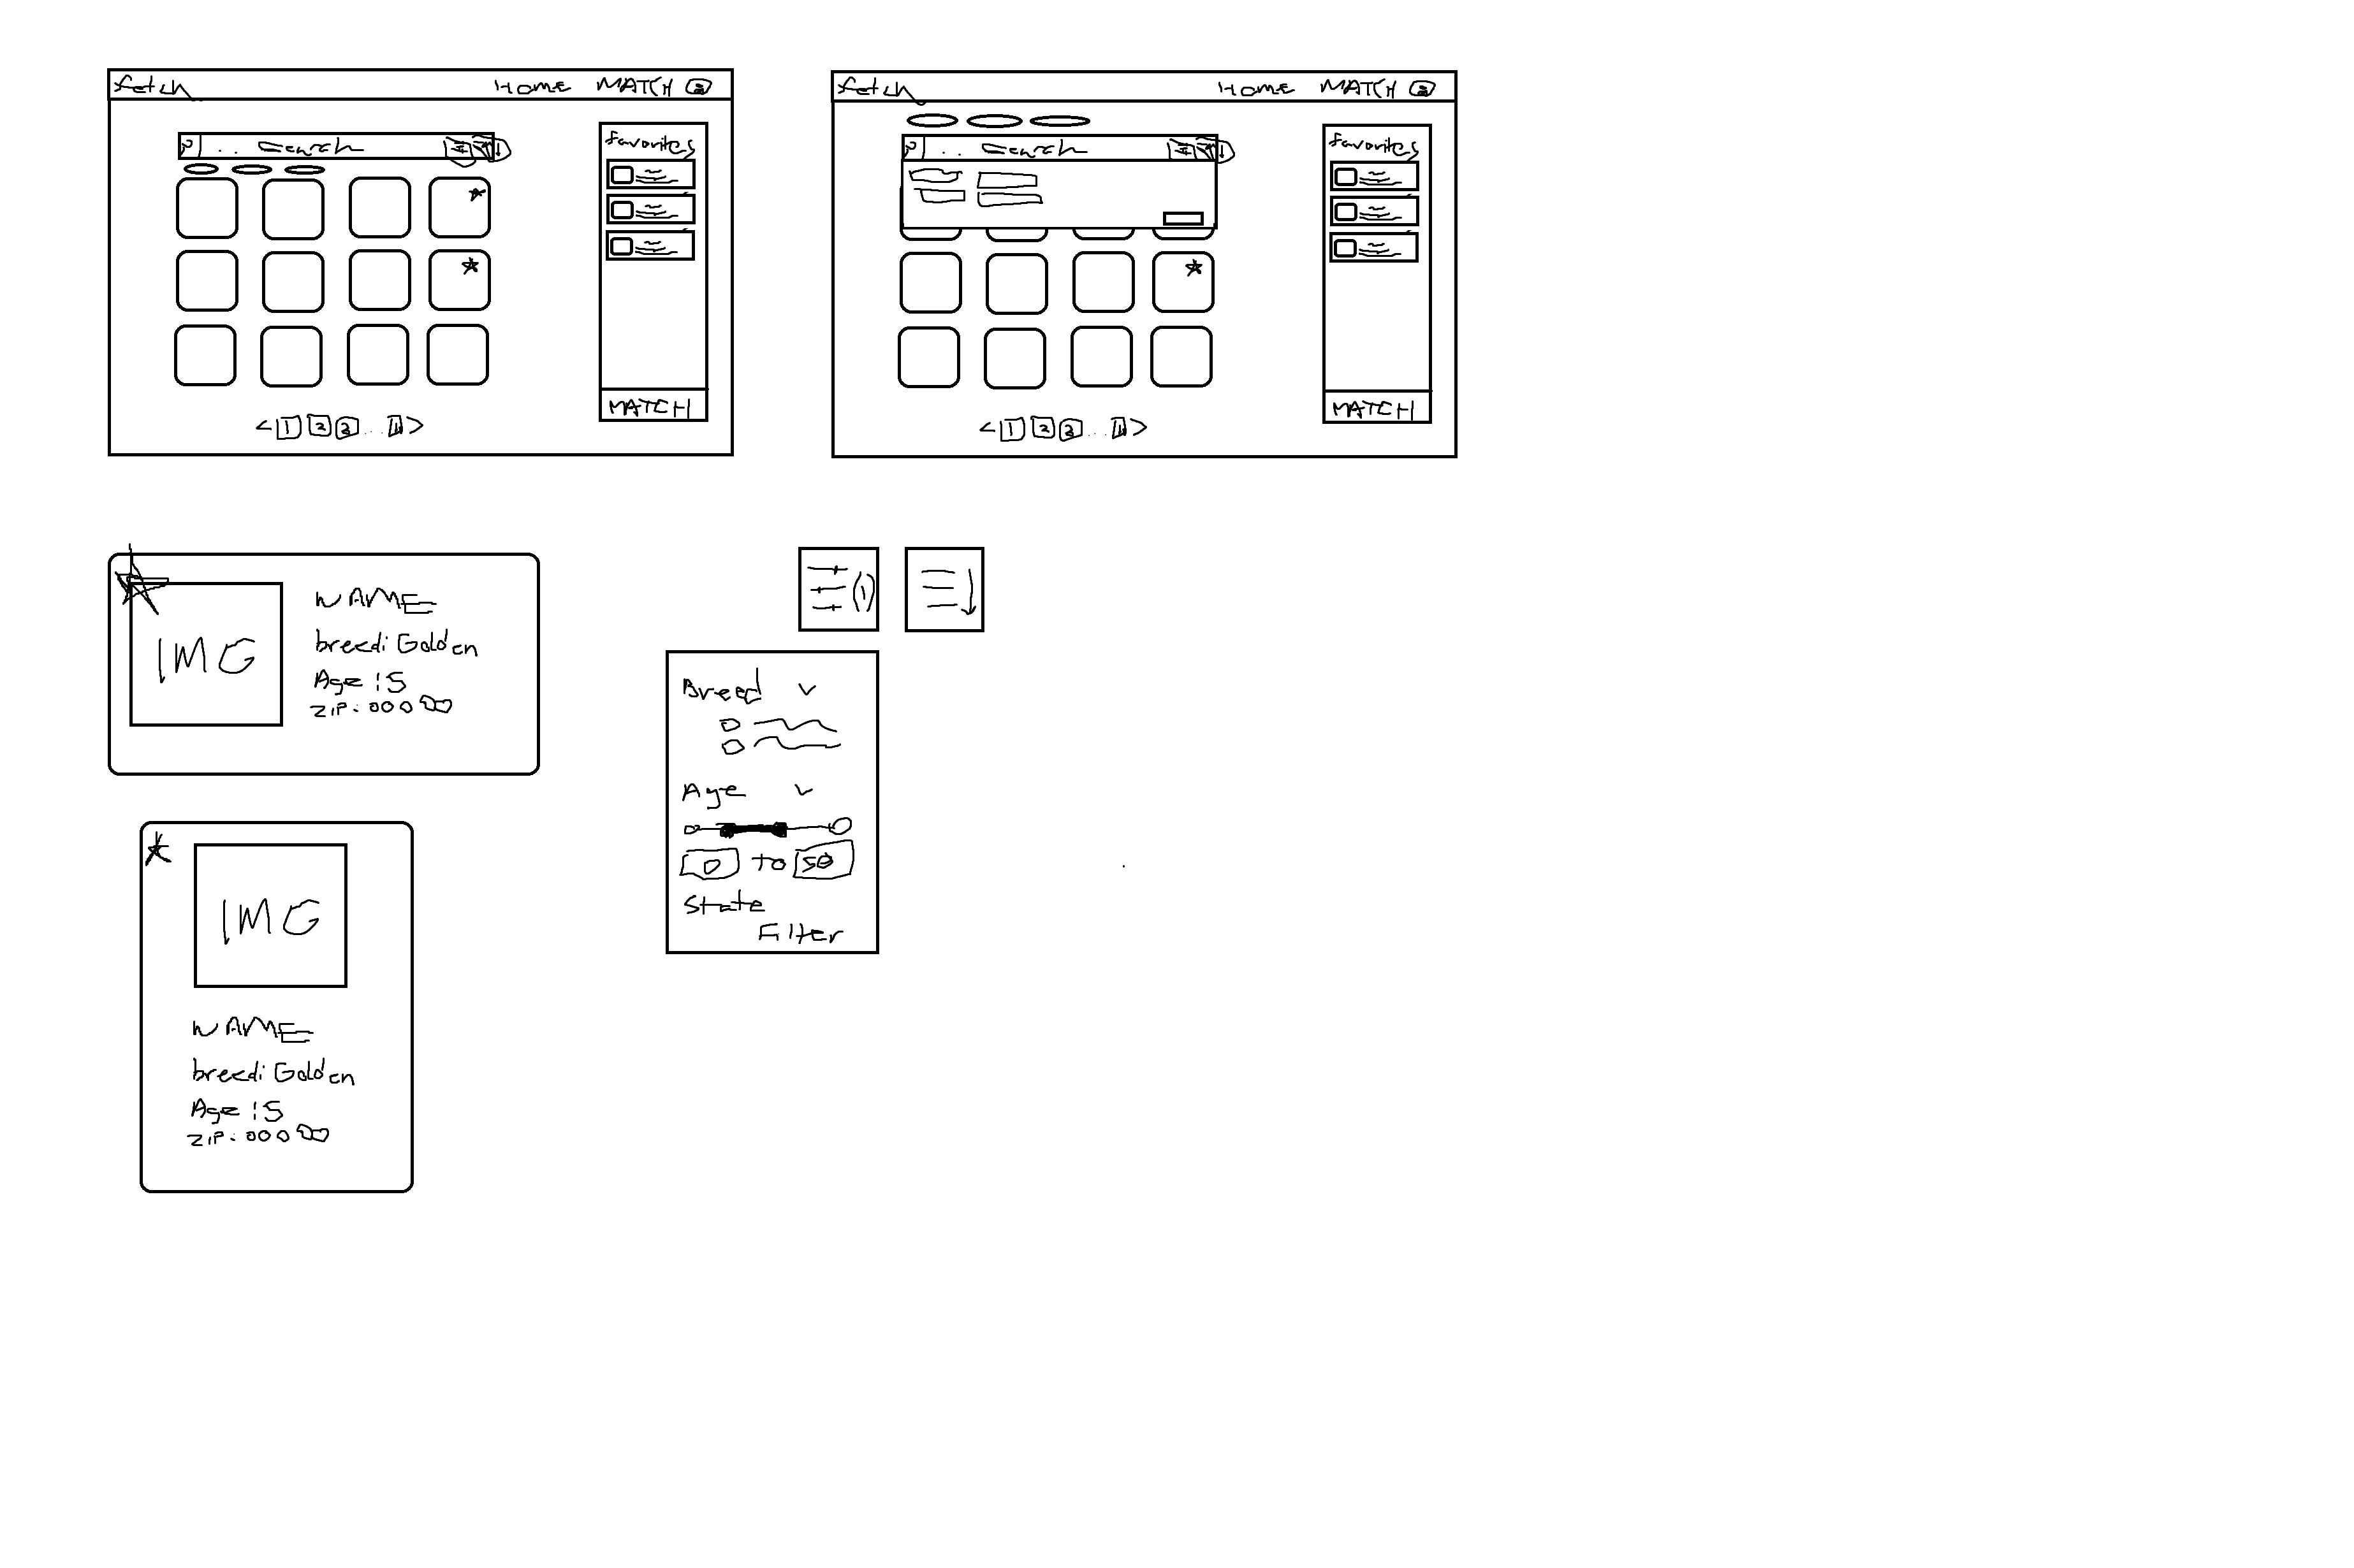 fetch Home MATCH
Search
favorites
MATCH
< 1 2 3 ... 11 >
fetch Home MATCH
Search
favorites
MATCH
< 1 2 3 ... 11 >
IMG
NAME
breed: Golden
Age : 5
ZIP: 00000
IMG
NAME
breed: Golden
Age : 5
ZIP: 00000
(1)
Breed
Age
0 to 50
State
Filter